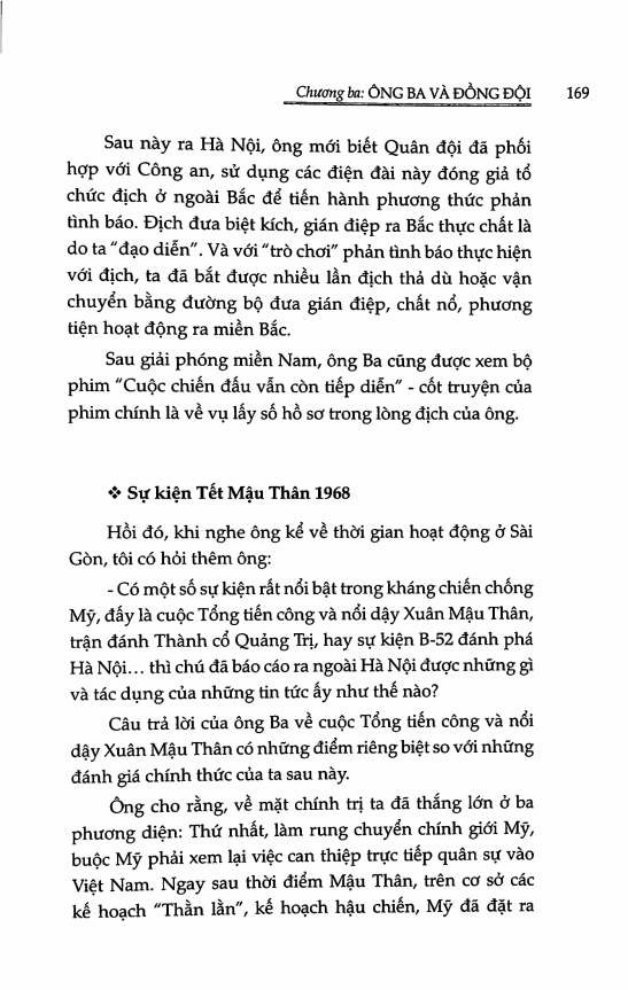 Chương ba: ÔNG BA VÀ ĐỒNG ĐỘI 169
Sau này ra Hà Nội, ông mới biết Quân đội đã phối
hợp với Công an, sử dụng các điện đài này đóng giả tổ
chức địch ở ngoài Bắc để tiến hành phương thức phản
tình báo. Địch đưa biệt kích, gián điệp ra Bắc thực chất là
do ta "đạo diễn". Và với "trò chơi" phản tình báo thực hiện
với địch, ta đã bắt được nhiều lần địch thả dù hoặc vận
chuyển bằng đường bộ đưa gián điệp, chất nổ, phương
tiện hoạt động ra miền Bắc.
Sau giải phóng miền Nam, ông Ba cũng được xem bộ
phim "Cuộc chiến đấu vẫn còn tiếp diễn" - cốt truyện của
phim chính là về vụ lấy số hồ sơ trong lòng địch của ông.
❖ Sự kiện Tết Mậu Thân 1968
Hồi đó, khi nghe ông kể về thời gian hoạt động ở Sài
Gòn, tôi có hỏi thêm ông:
- Có một số sự kiện rất nổi bật trong kháng chiến chống
Mỹ, đấy là cuộc Tổng tiến công và nổi dậy Xuân Mậu Thân,
trận đánh Thành cổ Quảng Trị, hay sự kiện B-52 đánh phá
Hà Nội... thì chú đã báo cáo ra ngoài Hà Nội được những gì
và tác dụng của những tin tức ấy như thế nào?
Câu trả lời của ông Ba về cuộc Tổng tiến công và nổi
dậy Xuân Mậu Thân có những điểm riêng biệt so với những
đánh giá chính thức của ta sau này.
Ông cho rằng, về mặt chính trị ta đã thắng lớn ở ba
phương diện: Thứ nhất, làm rung chuyển chính giới Mỹ,
buộc Mỹ phải xem lại việc can thiệp trực tiếp quân sự vào
Việt Nam. Ngay sau thời điểm Mậu Thân, trên cơ sở các
kế hoạch "Thằn lằn", kế hoạch hậu chiến, Mỹ đã đặt ra